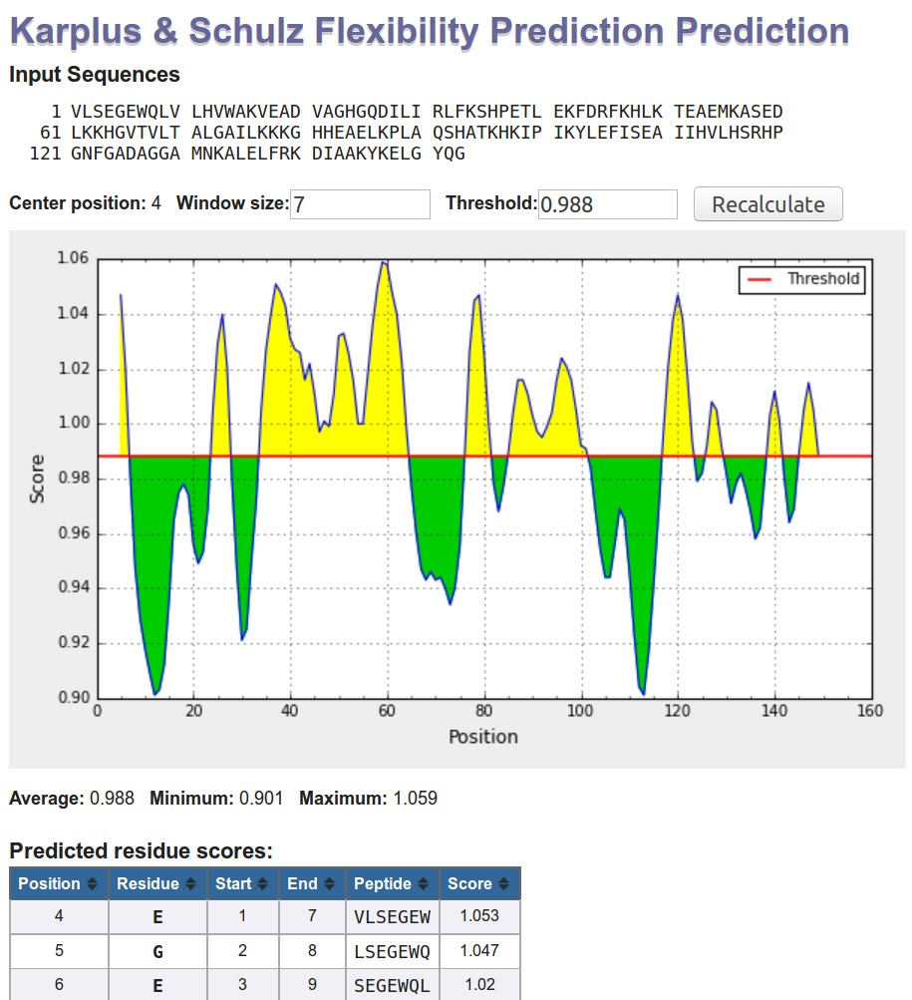 Karplus & Schulz Flexibility Prediction Prediction
Input Sequences
1 VLSEGEWQLV LHVWAKVEAD VAGHGQDILI RLFKSHPETL EKFDRFKHLK TEAEMKASED
61 LKKHGVTVLT ALGAILKKKG HHEAELKPLA QSHATKHKIP IKYLEFISEA IIHVLHSRHP
121 GNFGADAGGA MNKALELFRK DIAAKYKELG YQG
Center position: 4 Window size: 7 Threshold: 0.988 Recalculate
1.06
Threshold
1.04
1.02
1.00
0.98
0.96
0.94
0.92
0.90
Score
0 20 40 60 80 100 120 140 160
Position
Average: 0.988 Minimum: 0.901 Maximum: 1.059
Predicted residue scores:
Position Residue Start End Peptide Score
4 E 1 7 VLSEGEW 1.053
5 G 2 8 LSEGEWQ 1.047
6 E 3 9 SEGEWQL 1.02